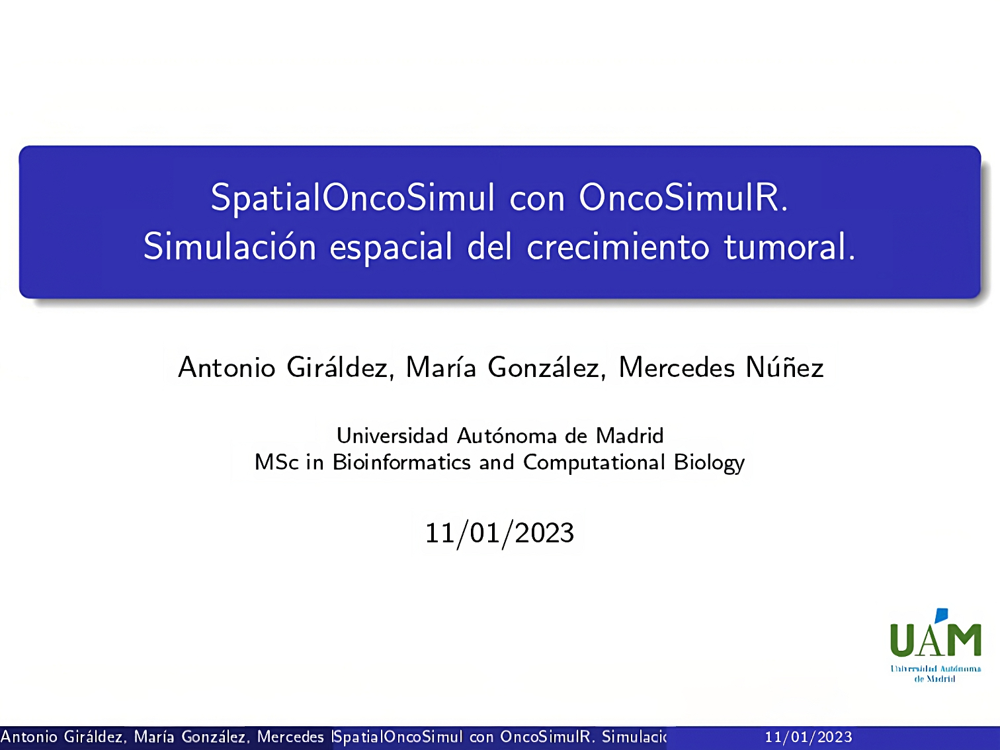 SpatialOncoSimul con OncoSimulR.
Simulación espacial del crecimiento tumoral.
Antonio Giráldez, María González, Mercedes Núñez
Universidad Autónoma de Madrid
MSc in Bioinformatics and Computational Biology
11/01/2023
UAM
Universidad Autónoma
de Madrid
Antonio Giráldez, María González, Mercedes SpatialOncoSimul con OncoSimulR. Simulació 11/01/2023